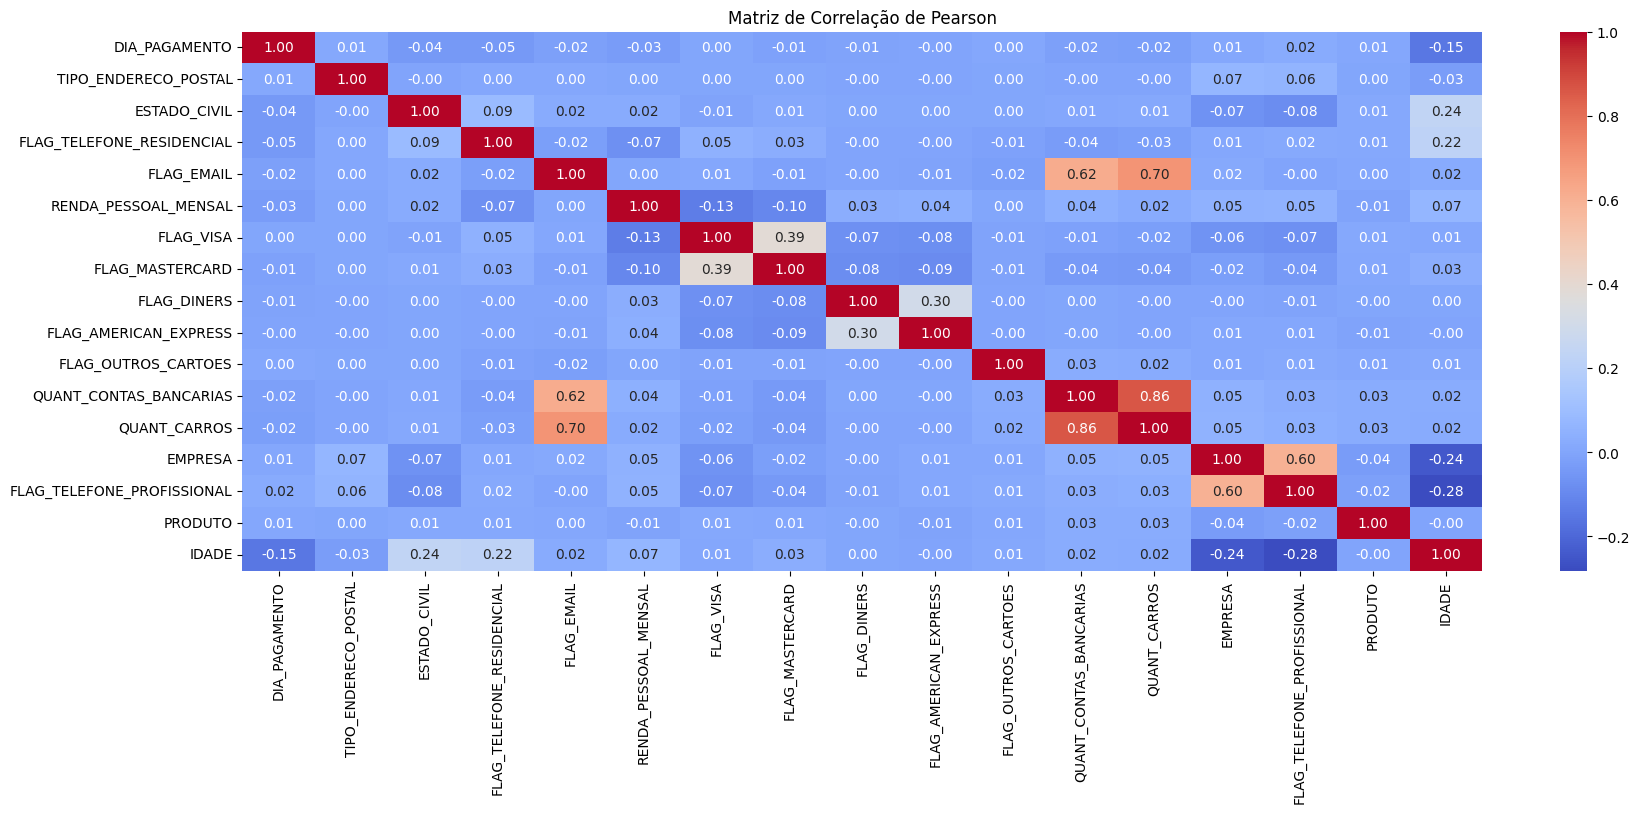 Matriz de Correlação de Pearson
DIA_PAGAMENTO 1.00 0.01 -0.04 -0.05 -0.02 -0.03 0.00 -0.01 -0.01 -0.00 0.00 -0.02 -0.02 0.01 0.02 0.01 -0.15
TIPO_ENDERECO_POSTAL 0.01 1.00 -0.00 0.00 0.00 0.00 0.00 0.00 -0.00 -0.00 0.00 -0.00 -0.00 0.07 0.06 0.00 -0.03
ESTADO_CIVIL -0.04 -0.00 1.00 0.09 0.02 0.02 -0.01 0.01 0.00 0.00 0.00 0.01 0.01 -0.07 -0.08 0.01 0.24
FLAG_TELEFONE_RESIDENCIAL -0.05 0.00 0.09 1.00 -0.02 -0.07 0.05 0.03 -0.00 -0.00 -0.01 -0.04 -0.03 0.01 0.02 0.01 0.22
FLAG_EMAIL -0.02 0.00 0.02 -0.02 1.00 0.00 0.01 -0.01 -0.00 -0.01 -0.02 0.62 0.70 0.02 -0.00 0.00 0.02
RENDA_PESSOAL_MENSAL -0.03 0.00 0.02 -0.07 0.00 1.00 -0.13 -0.10 0.03 0.04 0.00 0.04 0.02 0.05 0.05 -0.01 0.07
FLAG_VISA 0.00 0.00 -0.01 0.05 0.01 -0.13 1.00 0.39 -0.07 -0.08 -0.01 -0.01 -0.02 -0.06 -0.07 0.01 0.01
FLAG_MASTERCARD -0.01 0.00 0.01 0.03 -0.01 -0.10 0.39 1.00 -0.08 -0.09 -0.01 -0.04 -0.04 -0.02 -0.04 0.01 0.03
FLAG_DINERS -0.01 -0.00 0.00 -0.00 -0.00 0.03 -0.07 -0.08 1.00 0.30 -0.00 0.00 -0.00 -0.00 -0.01 -0.00 0.00
FLAG_AMERICAN_EXPRESS -0.00 -0.00 0.00 -0.00 -0.01 0.04 -0.08 -0.09 0.30 1.00 -0.00 -0.00 -0.00 0.01 0.01 -0.01 -0.00
FLAG_OUTROS_CARTOES 0.00 0.00 0.00 -0.01 -0.02 0.00 -0.01 -0.01 -0.00 -0.00 1.00 0.03 0.02 0.01 0.01 0.01 0.01
QUANT_CONTAS_BANCARIAS -0.02 -0.00 0.01 -0.04 0.62 0.04 -0.01 -0.04 0.00 -0.00 0.03 1.00 0.86 0.05 0.03 0.03 0.02
QUANT_CARROS -0.02 -0.00 0.01 -0.03 0.70 0.02 -0.02 -0.04 -0.00 -0.00 0.02 0.86 1.00 0.05 0.03 0.03 0.02
EMPRESA 0.01 0.07 -0.07 0.01 0.02 0.05 -0.06 -0.02 -0.00 0.01 0.01 0.05 0.05 1.00 0.60 -0.04 -0.24
FLAG_TELEFONE_PROFISSIONAL 0.02 0.06 -0.08 0.02 -0.00 0.05 -0.07 -0.04 -0.01 0.01 0.01 0.03 0.03 0.60 1.00 -0.02 -0.28
PRODUTO 0.01 0.00 0.01 0.01 0.00 -0.01 0.01 0.01 -0.00 -0.01 0.01 0.03 0.03 -0.04 -0.02 1.00 -0.00
IDADE -0.15 -0.03 0.24 0.22 0.02 0.07 0.01 0.03 0.00 -0.00 0.01 0.02 0.02 -0.24 -0.28 -0.00 1.00
DIA_PAGAMENTO
TIPO_ENDERECO_POSTAL
ESTADO_CIVIL
FLAG_TELEFONE_RESIDENCIAL
FLAG_EMAIL
RENDA_PESSOAL_MENSAL
FLAG_VISA
FLAG_MASTERCARD
FLAG_DINERS
FLAG_AMERICAN_EXPRESS
FLAG_OUTROS_CARTOES
QUANT_CONTAS_BANCARIAS
QUANT_CARROS
EMPRESA
FLAG_TELEFONE_PROFISSIONAL
PRODUTO
IDADE
1.0
0.8
0.6
0.4
0.2
0.0
−0.2